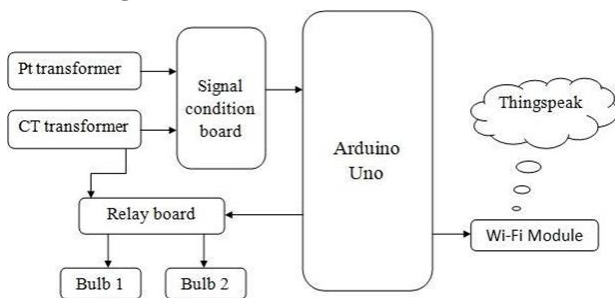 Pt transformer
CT transformer
Signal
condition
board
Arduino
Uno
Thingspeak
Relay board
Wi-Fi Module
Bulb 1
Bulb 2